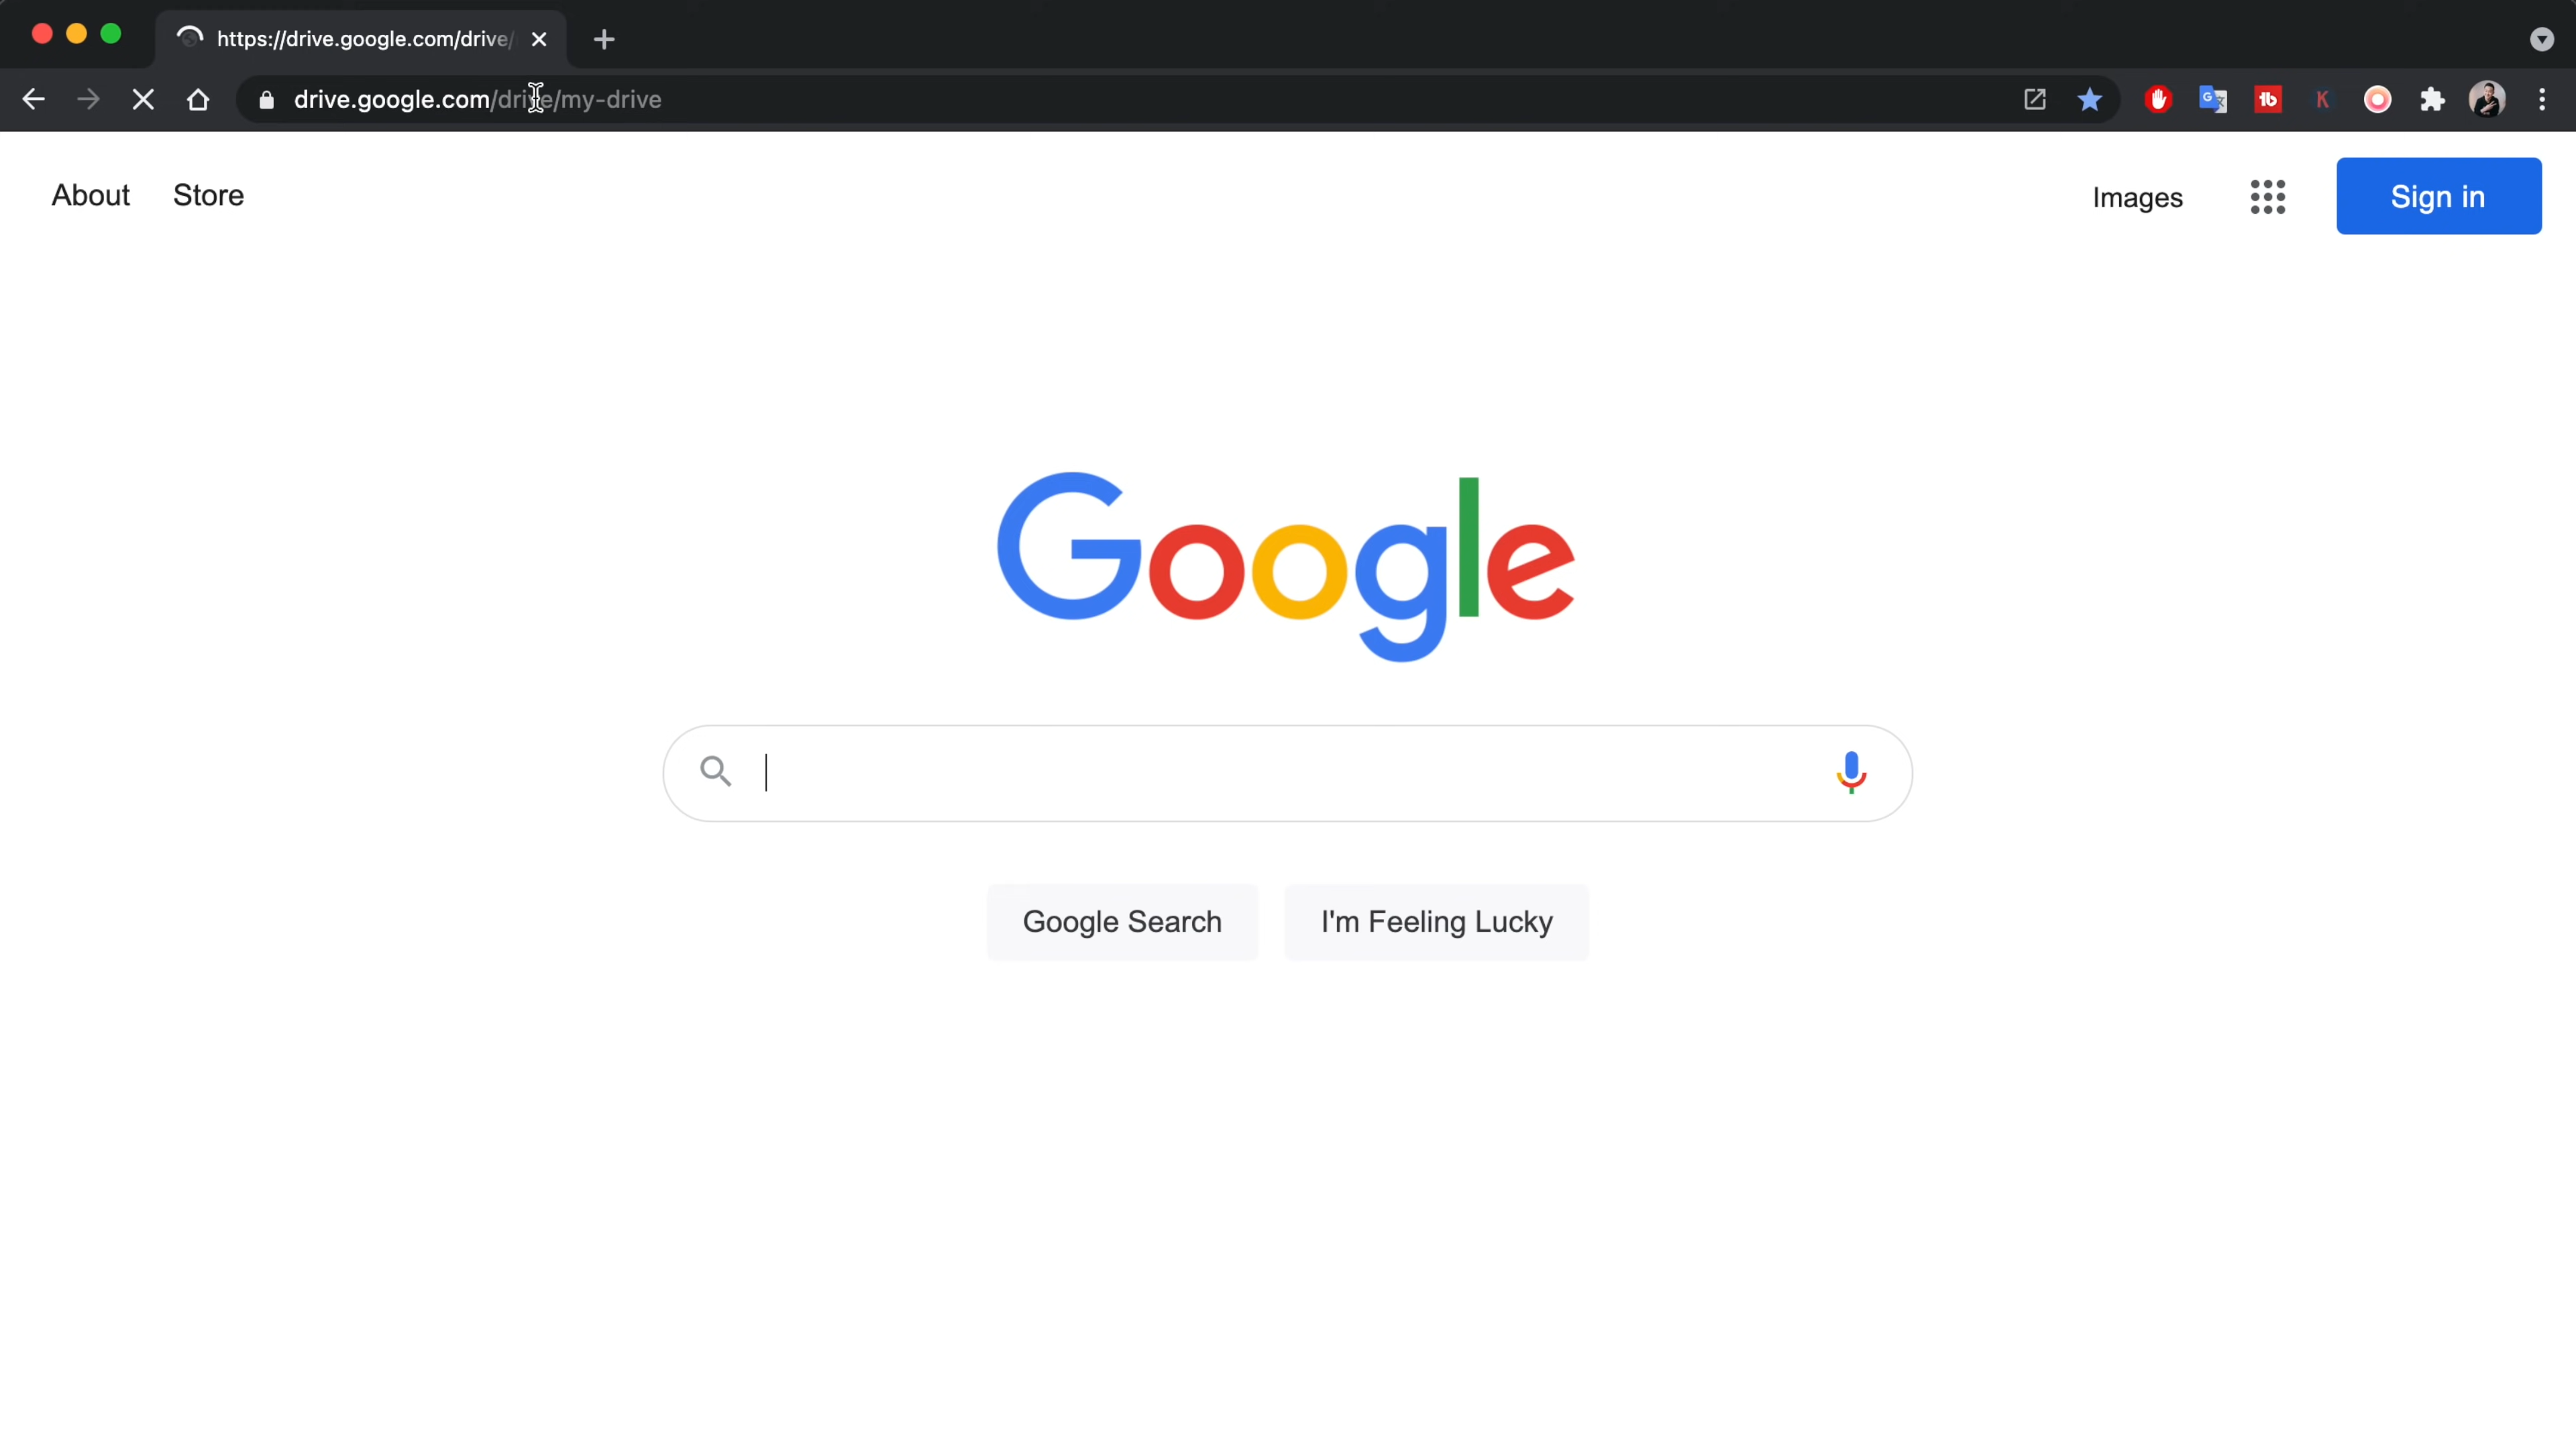 https://drive.google.com/drive/
drive.google.com/drive/my-drive
About Store Images Sign in
Google
Google Search I'm Feeling Lucky